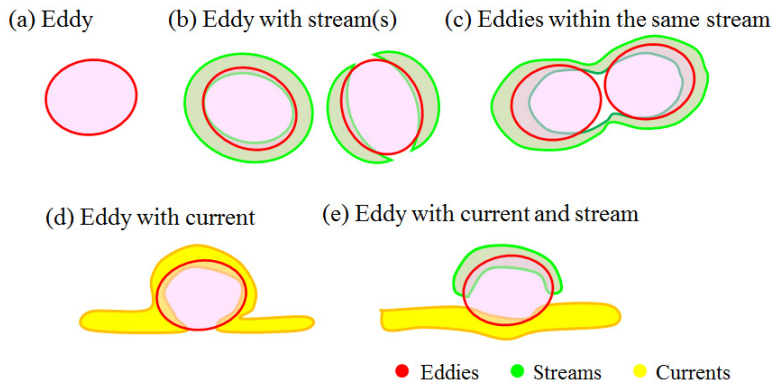 (a) Eddy
(b) Eddy with stream(s)
(c) Eddies within the same stream
(d) Eddy with current
(e) Eddy with current and stream
Eddies
Streams
Currents